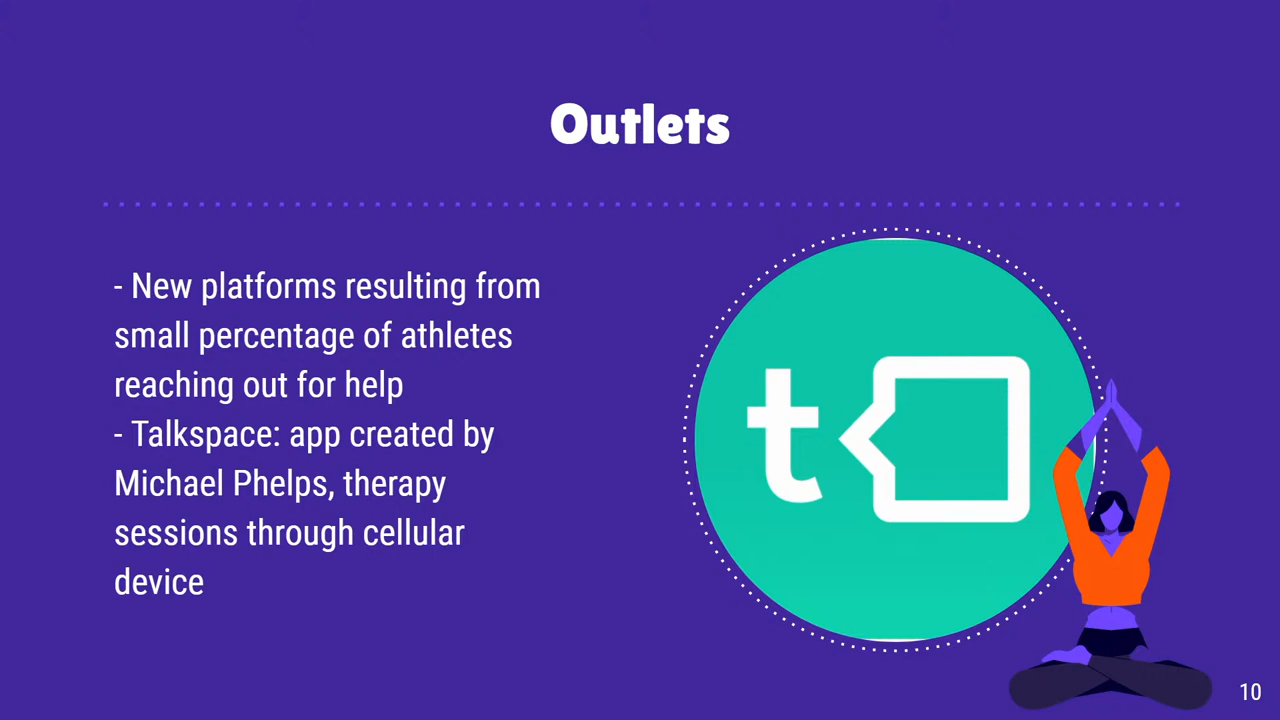 Outlets
- New platforms resulting from
small percentage of athletes
reaching out for help
- Talkspace: app created by
Michael Phelps, therapy
sessions through cellular
device
t
10